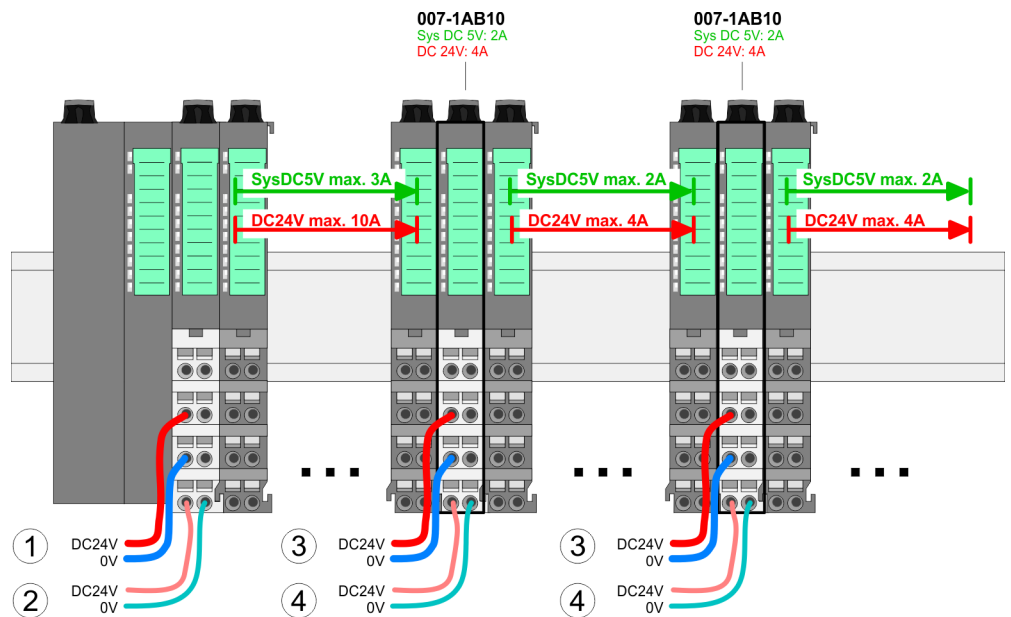 007-1AB10
Sys DC 5V: 2A
DC 24V: 4A
007-1AB10
Sys DC 5V: 2A
DC 24V: 4A
SysDC5V max. 3A
SysDC5V max. 2A
SysDC5V max. 2A
DC24V max. 10A
DC24V max. 4A
DC24V max. 4A
1
DC24V
0V
3
DC24V
0V
3
DC24V
0V
2
DC24V
0V
4
DC24V
0V
4
DC24V
0V